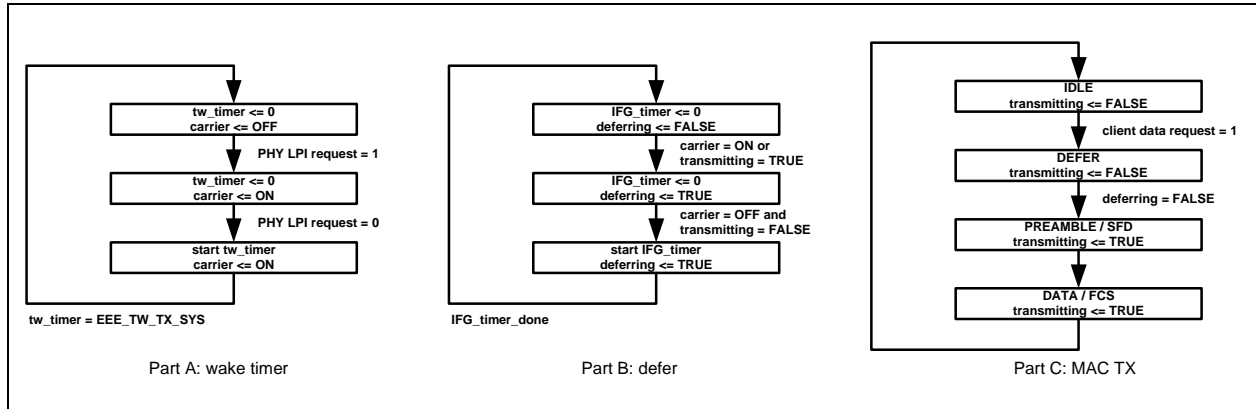 tw_timer <= 0
carrier <= OFF
PHY LPI request = 1
tw_timer <= 0
carrier <= ON
PHY LPI request = 0
start tw_timer
carrier <= ON
tw_timer = EEE_TW_TX_SYS
Part A: wake timer
IFG_timer <= 0
deferring <= FALSE
carrier = ON or
transmitting = TRUE
IFG_timer <= 0
deferring <= TRUE
carrier = OFF and
transmitting = FALSE
start IFG_timer
deferring <= TRUE
IFG_timer_done
Part B: defer
IDLE
transmitting <= FALSE
client data request = 1
DEFER
transmitting <= FALSE
deferring = FALSE
PREAMBLE / SFD
transmitting <= TRUE
DATA / FCS
transmitting <= TRUE
Part C: MAC TX